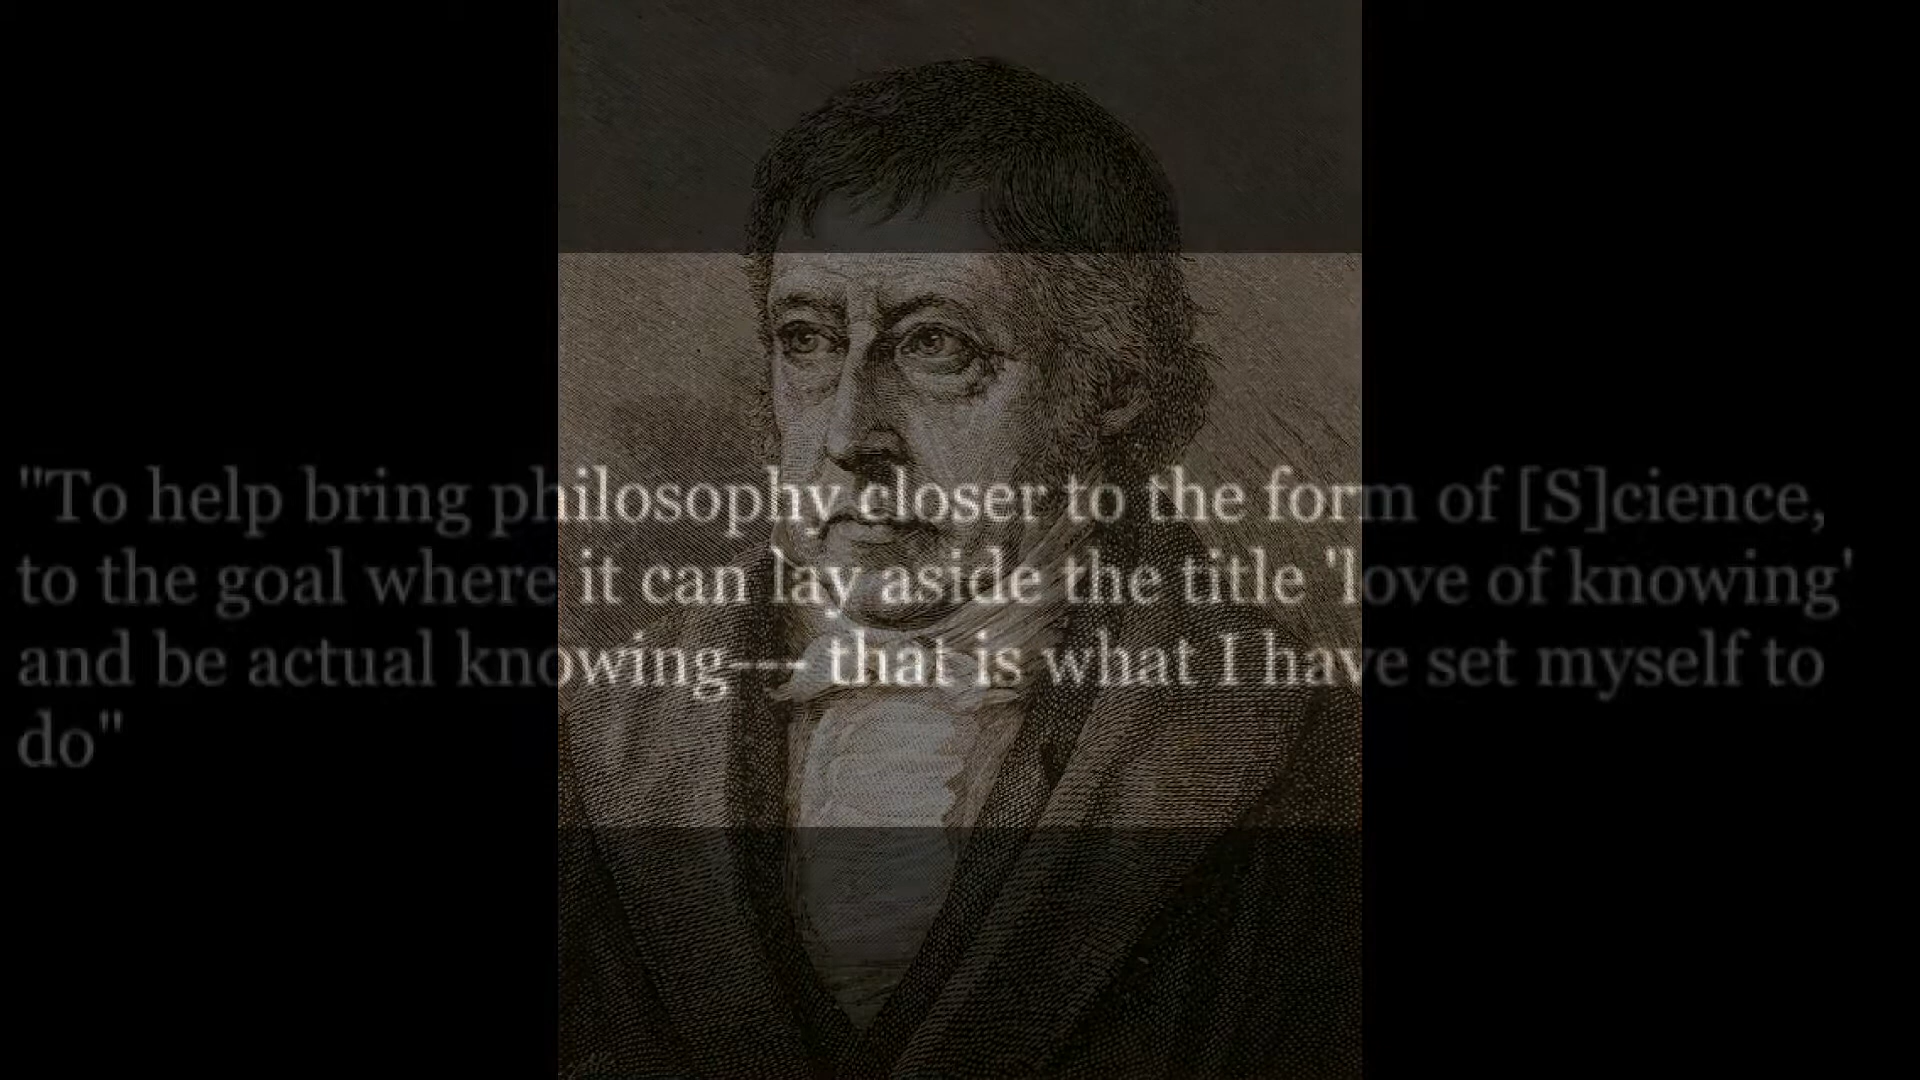 "To help bring philosophy closer to the form of [S]cience,
to the goal where it can lay aside the title 'love of knowing'
and be actual knowing--- that is what I have set myself to
do"